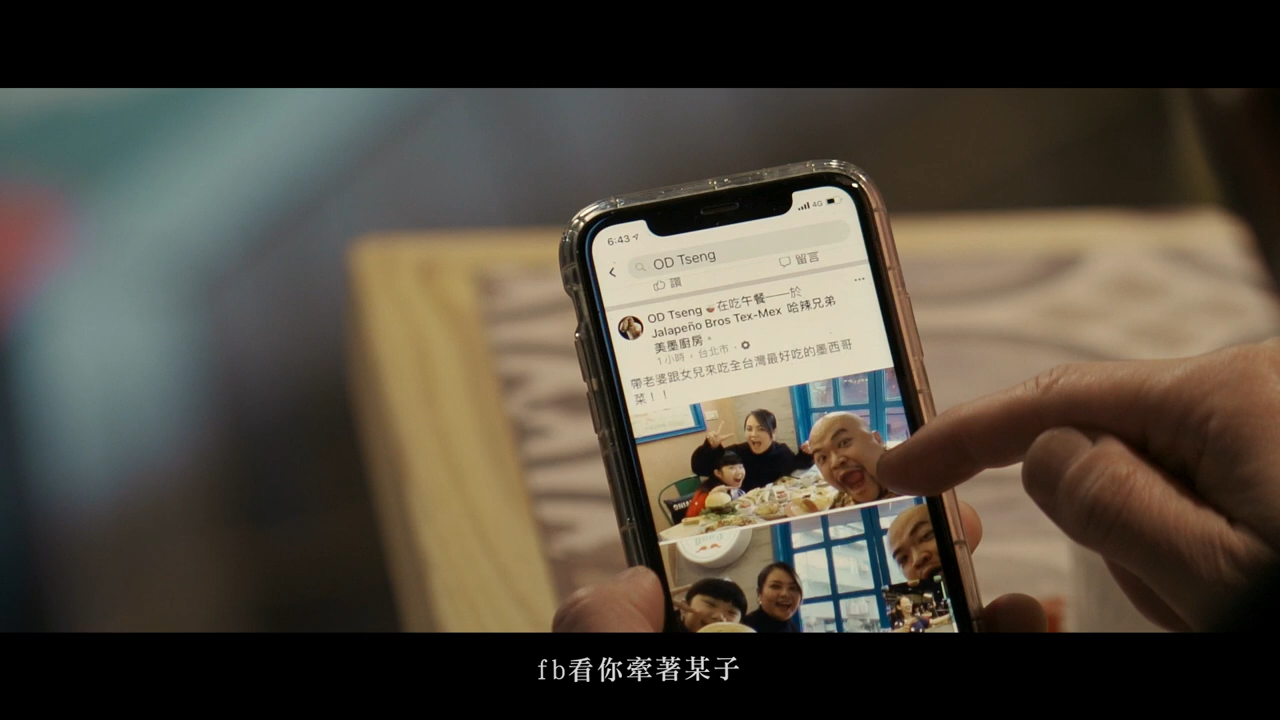 6:43
4G
OD Tseng
讚 留言
OD Tseng 在吃午餐——於
Jalapeño Bros Tex-Mex 哈辣兄弟
美墨廚房。
1 小時 · 台北市 ·
帶老婆跟女兒來吃全台灣最好吃的墨西哥
菜！！
fb看你牽著某子